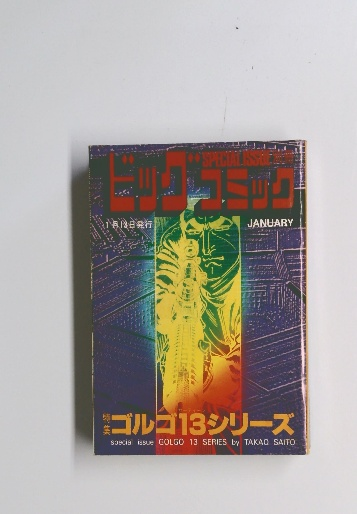 SPECIAL ISSUE
ビッグコミック
1月13日発行
JANUARY
特集
ゴルゴ13シリーズ
special issue GOLGO 13 SERIES by TAKAO SAITO